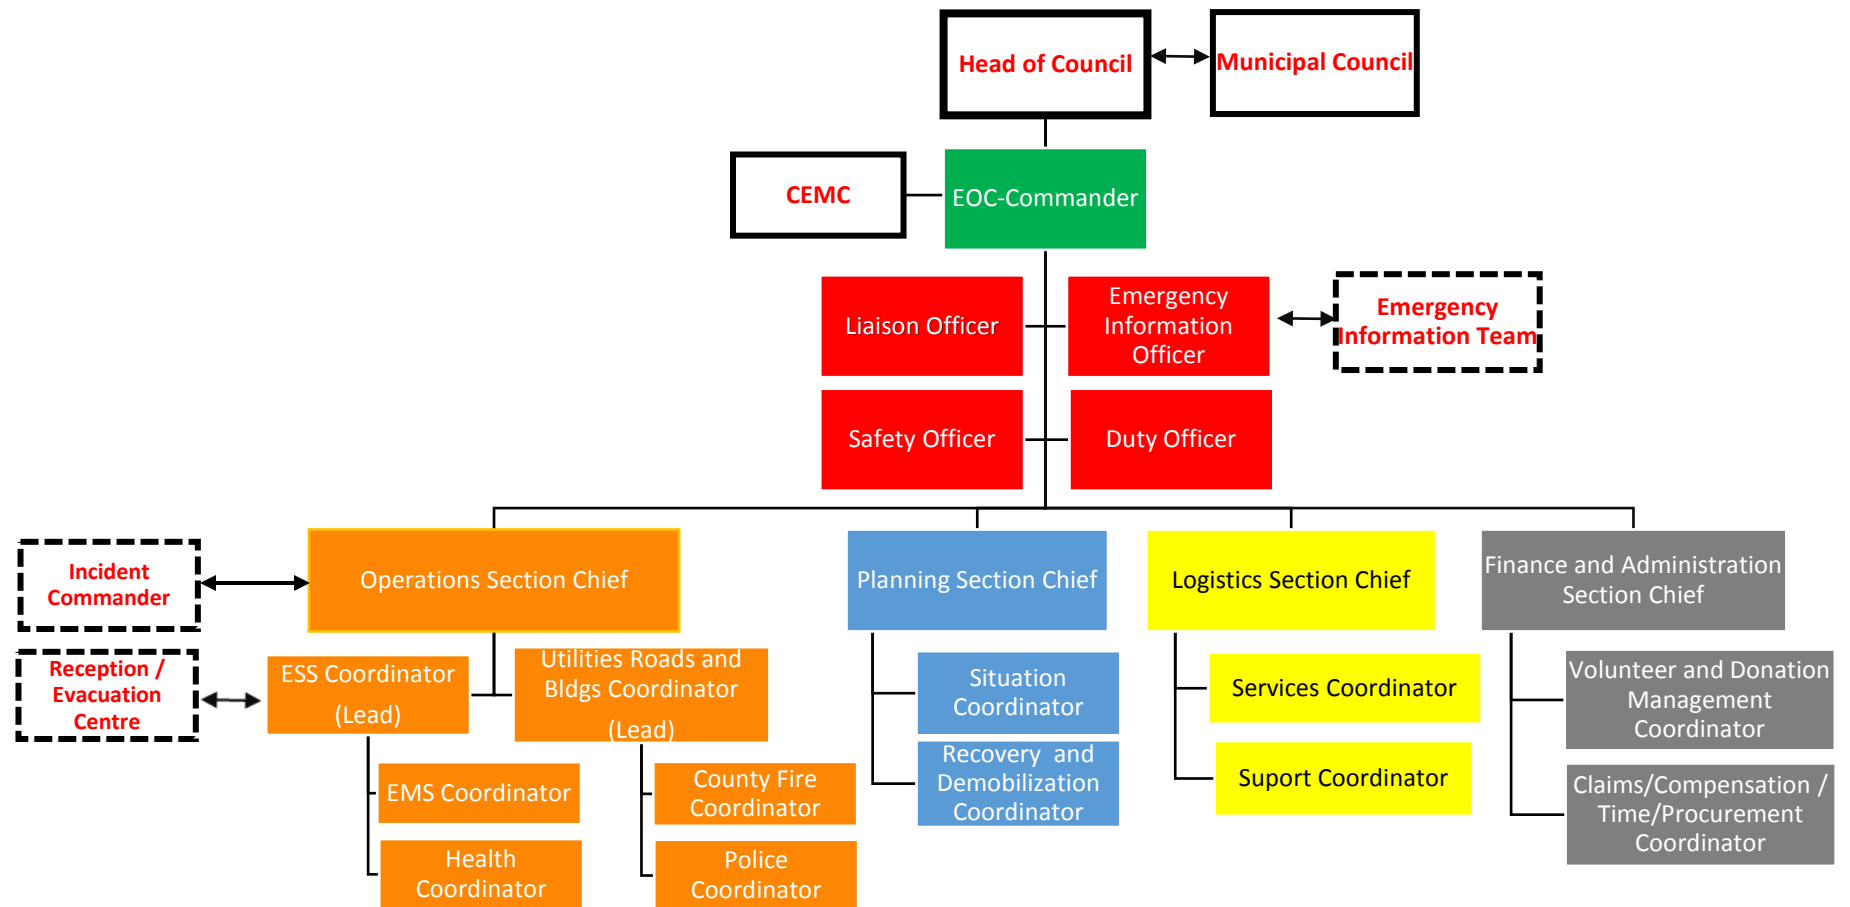 Head of Council
Municipal Council
CEMC
EOC-Commander
Liaison Officer
Emergency
Information
Officer
Emergency
Information Team
Safety Officer
Duty Officer
Incident
Commander
Operations Section Chief
Planning Section Chief
Logistics Section Chief
Finance and Administration
Section Chief
Reception /
Evacuation
Centre
ESS Coordinator
(Lead)
Utilities Roads and
Bldgs Coordinator
(Lead)
Situation
Coordinator
Services Coordinator
Volunteer and Donation
Management
Coordinator
EMS Coordinator
County Fire
Coordinator
Recovery  and
Demobilization
Coordinator
Suport Coordinator
Claims/Compensation /
Time/Procurement
Coordinator
Health
Coordinator
Police
Coordinator